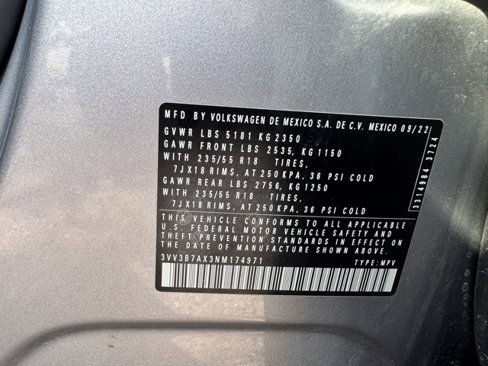 MFD BY VOLKSWAGEN DE MEXICO S.A. DE C.V. MEXICO 09/22
GVWR LBS 5181 KG 2350
GAWR FRONT LBS 2535, KG 1150
WITH 235/55 R18 TIRES,
7JX18 RIMS, AT 250 KPA, 36 PSI COLD
GAWR REAR LBS 2756, KG 1250
WITH 235/55 R18 TIRES,
7JX18 RIMS, AT 250 KPA, 36 PSI COLD
THIS VEHICLE CONFORMS TO ALL APPLICABLE
U.S. FEDERAL MOTOR VEHICLE SAFETY AND
THEFT PREVENTION STANDARDS IN EFFECT ON
THE DATE OF MANUFACTURE SHOWN ABOVE.
3VV3B7AX3NM174971 TYPE: MPV
3314984 3724